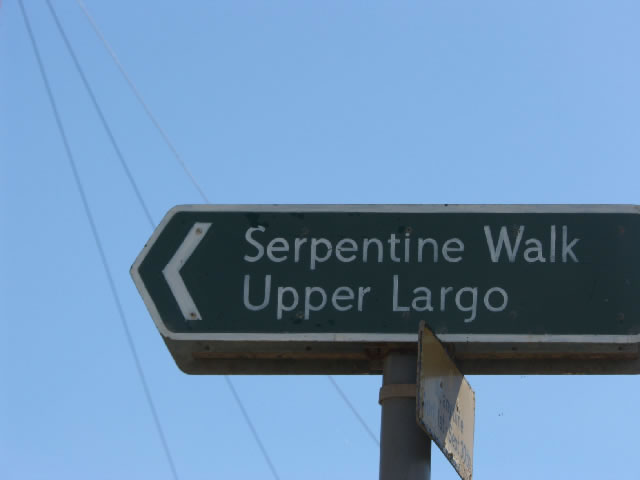 Serpentine Walk
Upper Largo